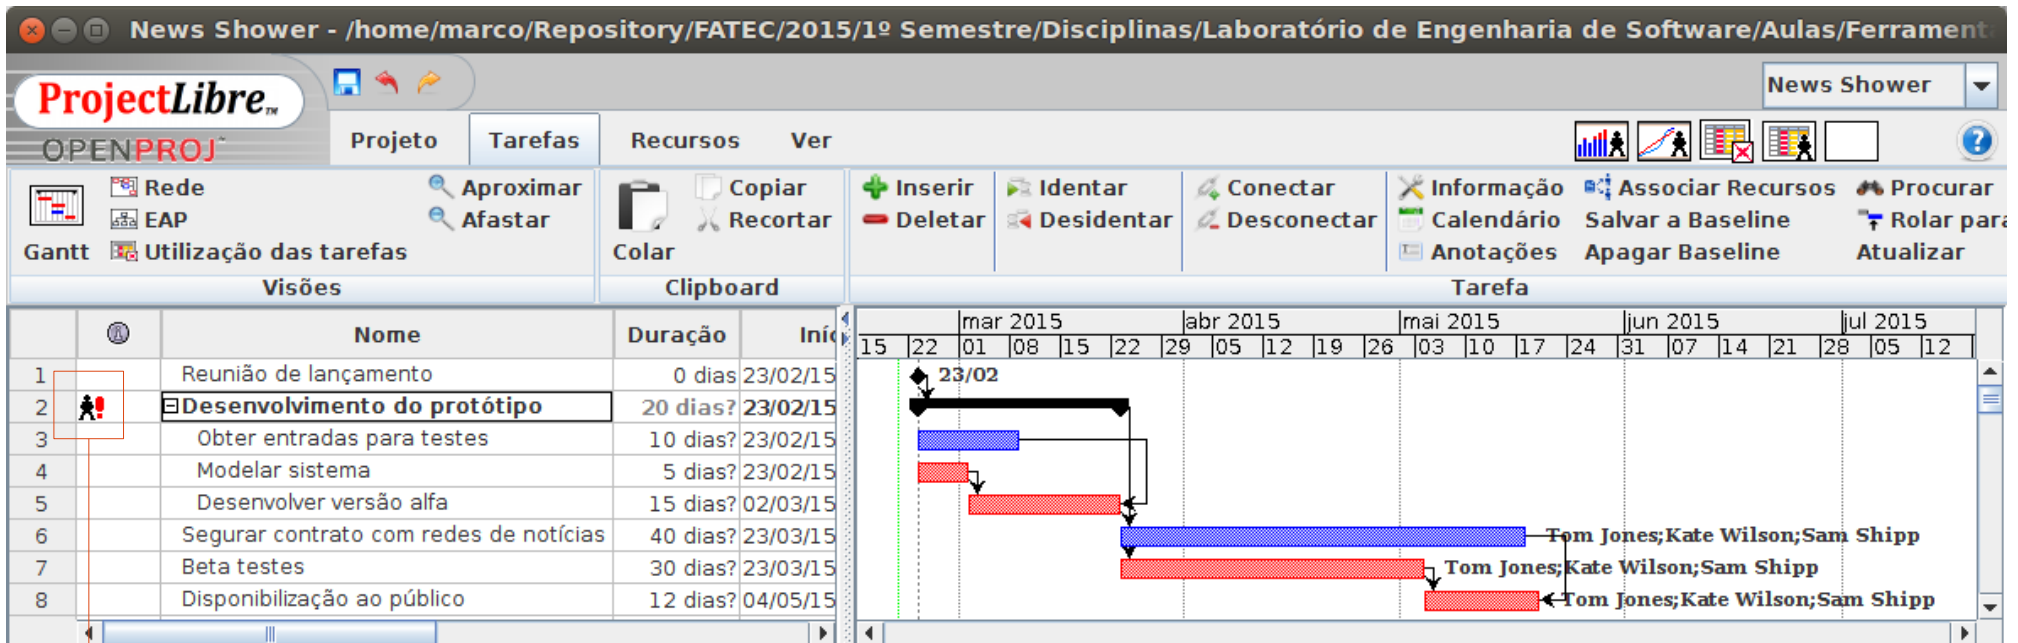 News Shower - /home/marco/Repository/FATEC/2015/1º Semestre/Disciplinas/Laboratório de Engenharia de Software/Aulas/Ferrament
ProjectLibre™
OPENPROJ
News Shower
Projeto Tarefas Recursos Ver
Gantt
Rede
EAP
Utilização das tarefas
Aproximar
Afastar
Visões
Colar
Copiar
Recortar
Clipboard
Inserir
Deletar
Identar
Desidentar
Conectar
Desconectar
Informação
Calendário
Anotações
Associar Recursos
Salvar a Baseline
Apagar Baseline
Procurar
Rolar para
Atualizar
Tarefa
Nome Duração Iníc
mar 2015 abr 2015 mai 2015 jun 2015 jul 2015
15 22 01 08 15 22 29 05 12 19 26 03 10 17 24 31 07 14 21 28 05 12
1 Reunião de lançamento 0 dias 23/02/15 23/02
2 Desenvolvimento do protótipo 20 dias? 23/02/15
3 Obter entradas para testes 10 dias? 23/02/15
4 Modelar sistema 5 dias? 23/02/15
5 Desenvolver versão alfa 15 dias? 02/03/15
6 Segurar contrato com redes de notícias 40 dias? 23/03/15 Tom Jones;Kate Wilson;Sam Shipp
7 Beta testes 30 dias? 23/03/15 Tom Jones;Kate Wilson;Sam Shipp
8 Disponibilização ao público 12 dias? 04/05/15 Tom Jones;Kate Wilson;Sam Shipp